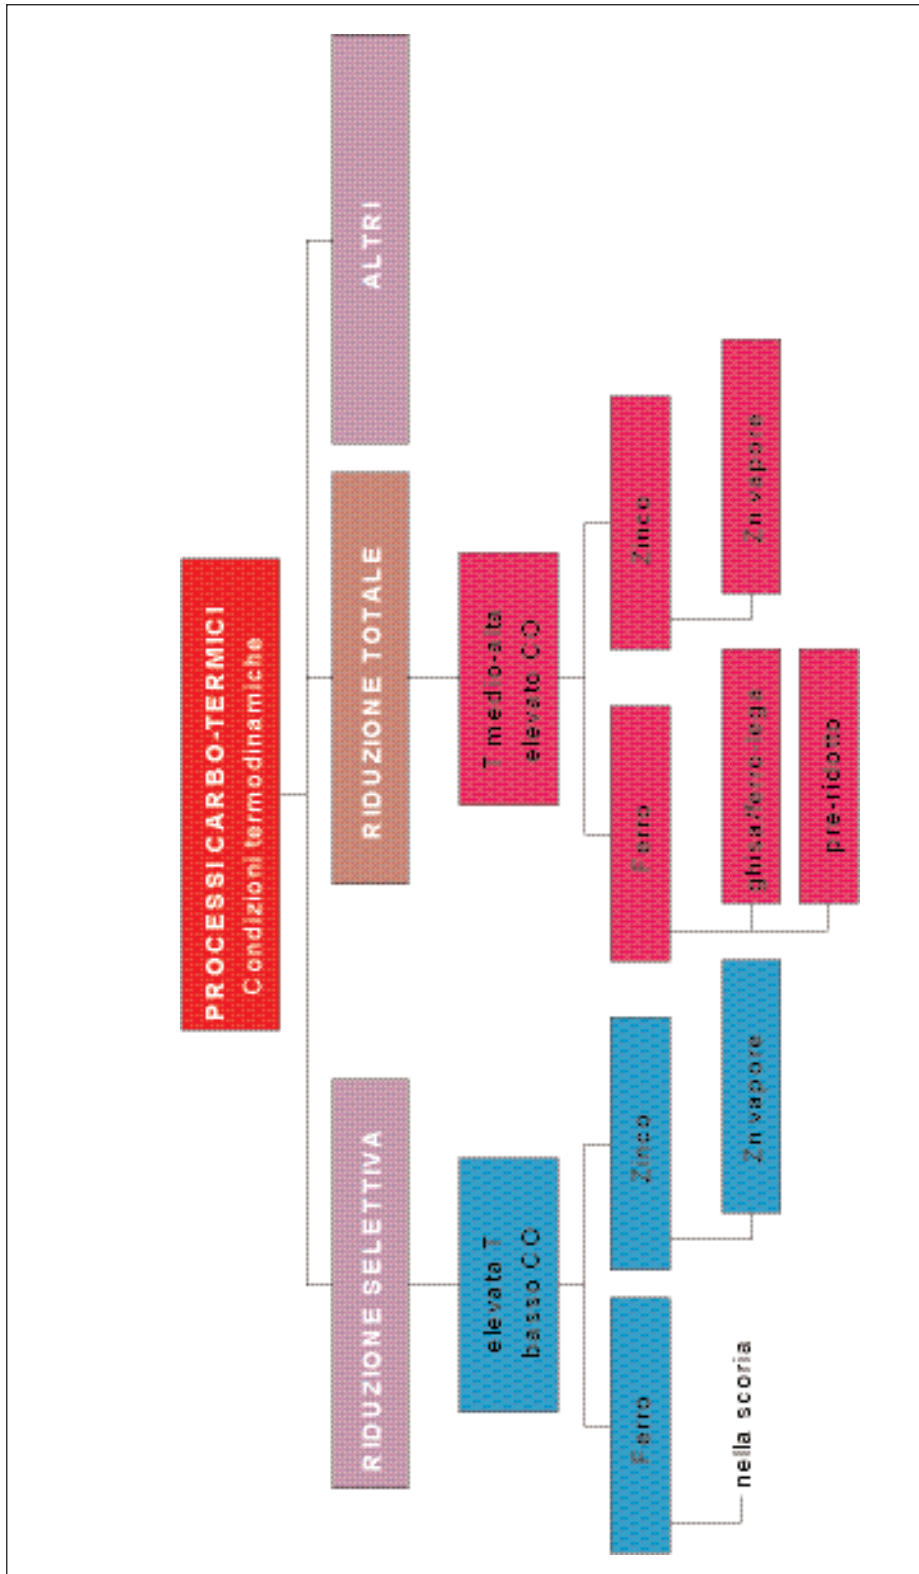 PROCESSI CARBO-TERMICI
Condizioni termodinamiche
RIDUZIONE SELETTIVA
RIDUZIONE TOTALE
ALTRI
elevata T
basso CO
T medio-alta
elevato CO
Ferro
Zinco
Ferro
Zinco
nella scoria
Zn vapore
ghisa/ferro-lega
Zn vapore
pre-ridotto